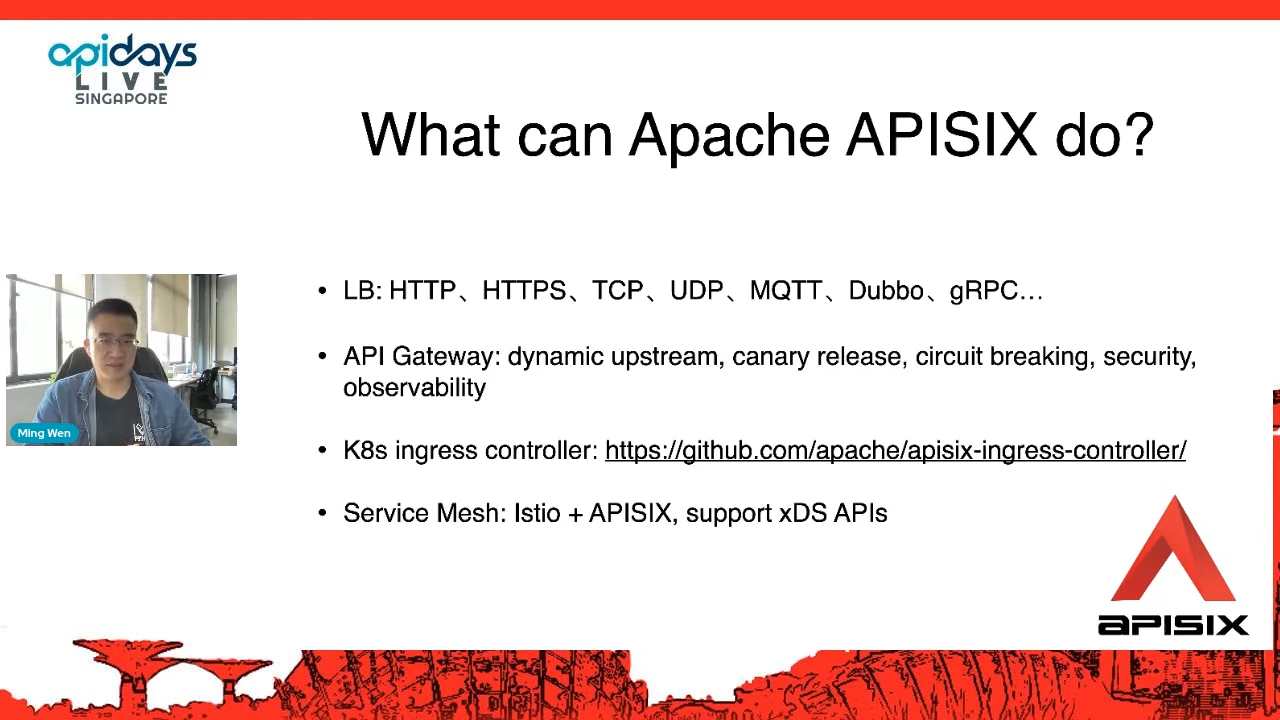 apidays
LIVE
SINGAPORE
What can Apache APISIX do?
• LB: HTTP、HTTPS、TCP、UDP、MQTT、Dubbo、gRPC…
• API Gateway: dynamic upstream, canary release, circuit breaking, security,
observability
• K8s ingress controller: https://github.com/apache/apisix-ingress-controller/
• Service Mesh: Istio + APISIX, support xDS APIs
Ming Wen
APISIX